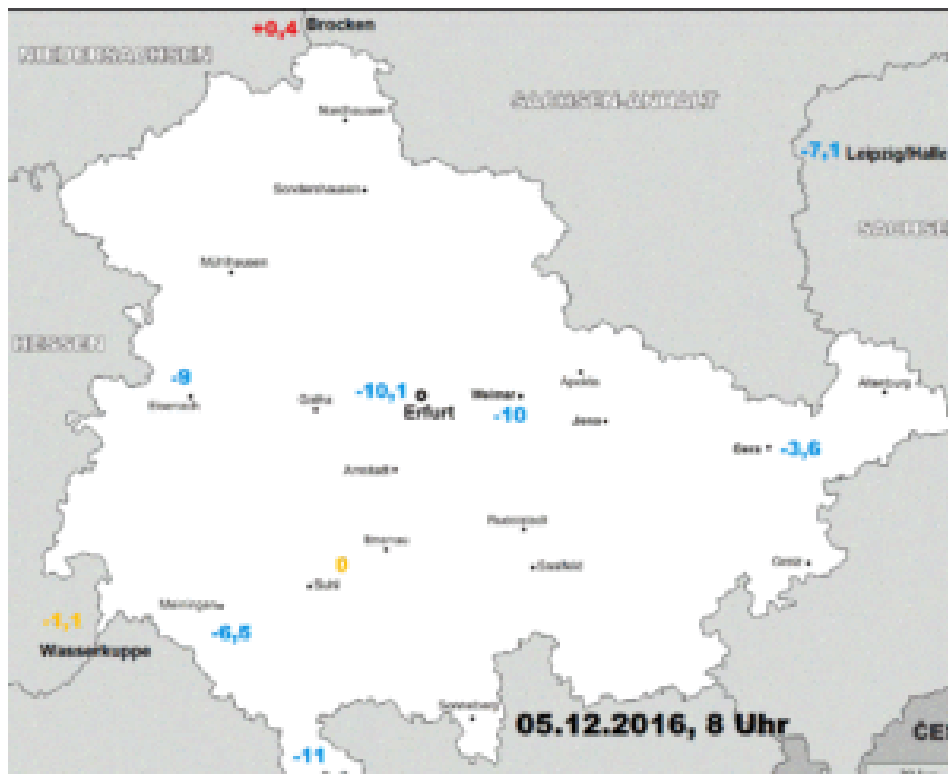 +0,4 Brocken
NIEDERSACHSEN
SACHSEN-ANHALT
Nordhausen
-7,1 Leipzig/Halle
Sondershausen
SACHSEN
Mühlhausen
HESSEN
-9
Eisenach
Gotha
-10,1
Erfurt
Weimar
-10
Apolda
Jena
Altenburg
Gera -3,6
Arnstadt
Rudolstadt
Ilmenau
0
Suhl
Saalfeld
Greiz
Meiningen
-6,5
-1,1
Wasserkuppe
Sonneberg
05.12.2016, 8 Uhr
-11